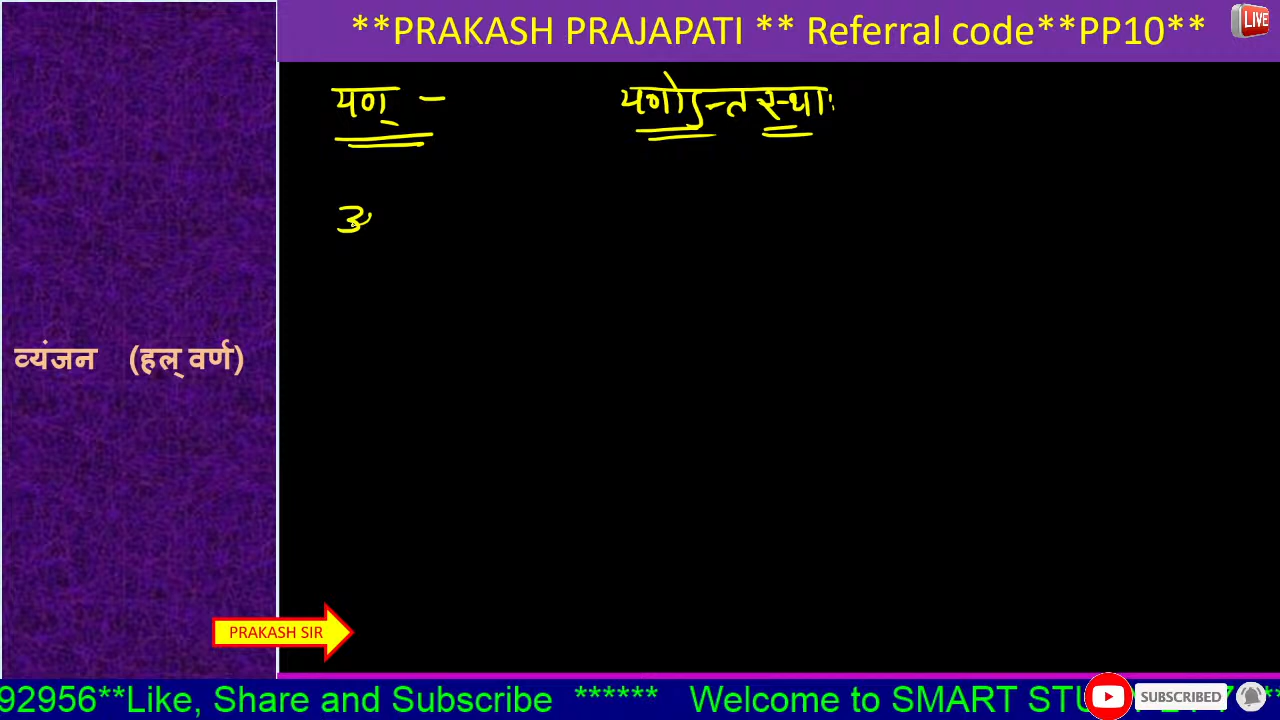 **PRAKASH PRAJAPATI ** Referral code**PP10**
LIVE
यण् - यणोऽन्तस्थाः
व्यंजन (हल् वर्ण)
PRAKASH SIR
92956**Like, Share and Subscribe ****** Welcome to SMART
SUBSCRIBED